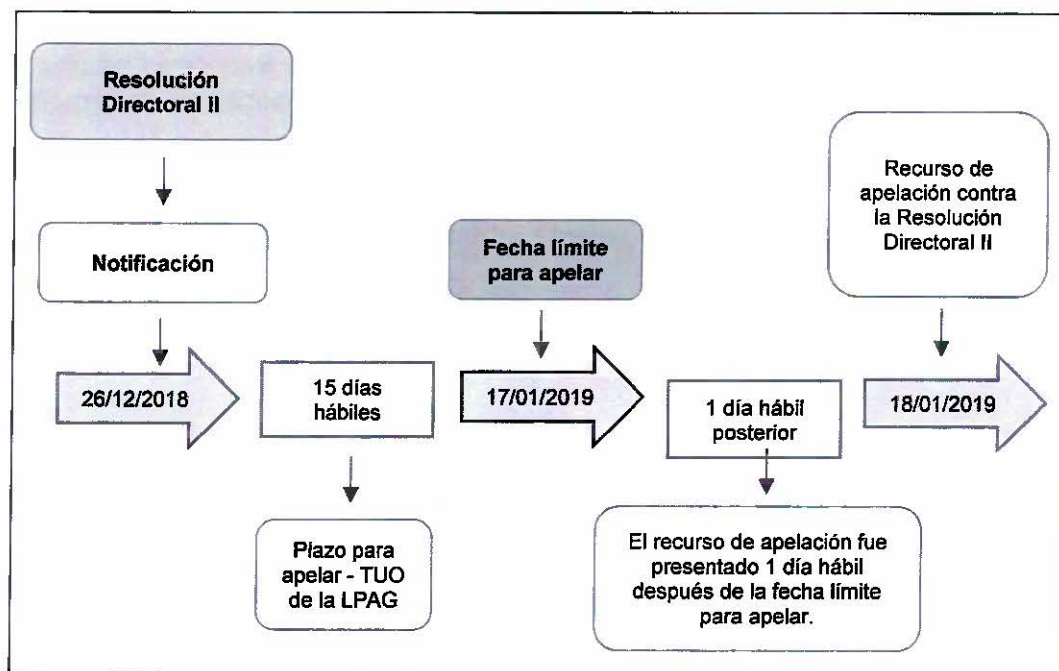 Resolución
Directoral II
Notificación
26/12/2018
15 días
hábiles
Plazo para
apelar - TUO
de la LPAG
Fecha límite
para apelar
17/01/2019
1 día hábil
posterior
El recurso de apelación fue
presentado 1 día hábil
después de la fecha límite
para apelar.
Recurso de
apelación contra
la Resolución
Directoral II
18/01/2019